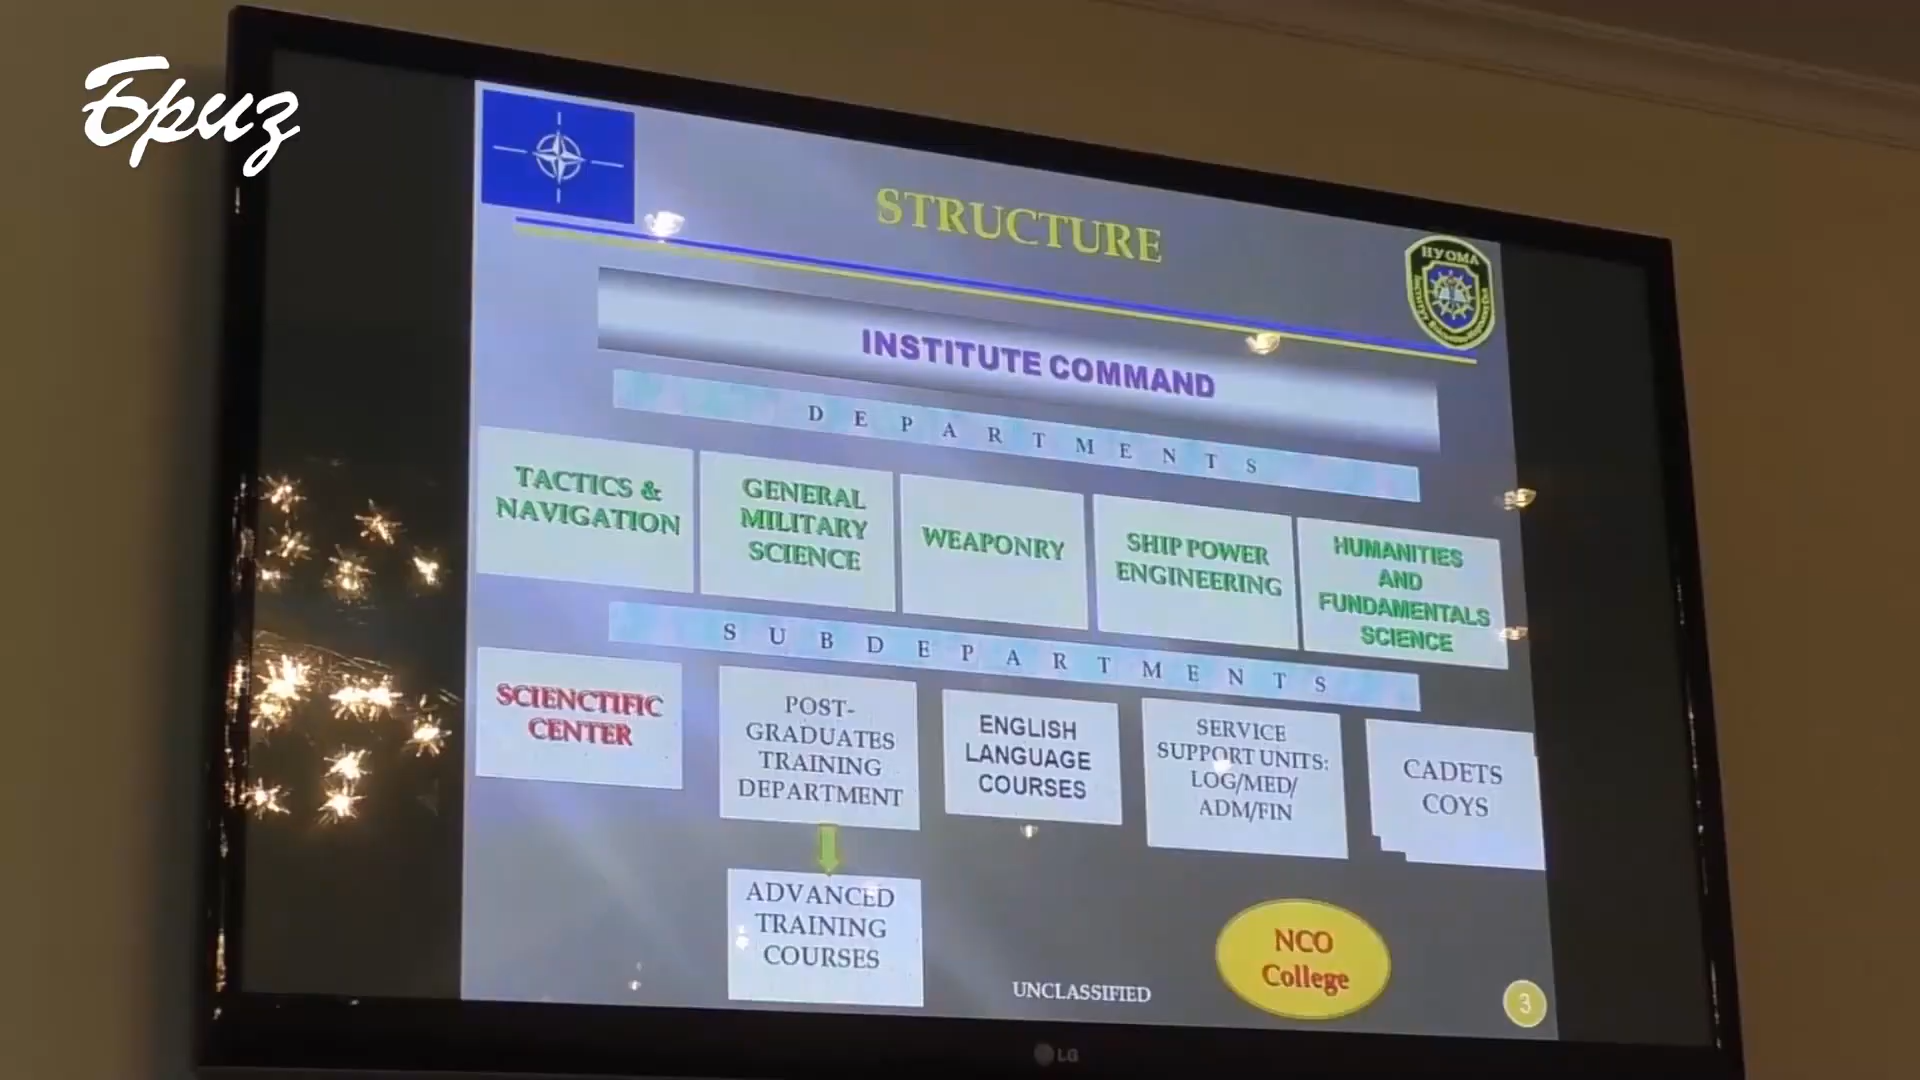 Бриз
STRUCTURE
НУОМА
INSTITUTE COMMAND
DEPARTMENTS
TACTICS &
NAVIGATION
GENERAL
MILITARY
SCIENCE
WEAPONRY
SHIP POWER
ENGINEERING
HUMANITIES
AND
FUNDAMENTALS
SCIENCE
SUBDEPARTMENTS
SCIENCTIFIC
CENTER
POST-
GRADUATES
TRAINING
DEPARTMENT
ENGLISH
LANGUAGE
COURSES
SERVICE
SUPPORT UNITS:
LOG/MED/
ADM/FIN
CADETS
COYS
ADVANCED
TRAINING
COURSES
NCO
College
UNCLASSIFIED
3
LG